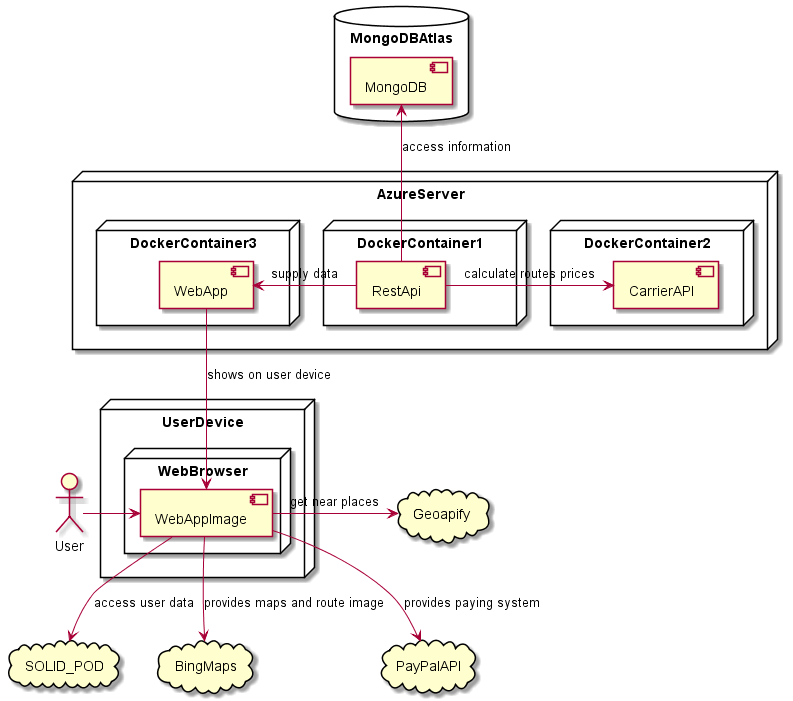 MongoDBAtlas
MongoDB
access information
AzureServer
DockerContainer3
DockerContainer1
DockerContainer2
supply data
calculate routes prices
WebApp
RestApi
CarrierAPI
shows on user device
UserDevice
WebBrowser
get near places
WebAppImage
Geoapify
User
access user data
provides maps and route image
provides paying system
SOLID_POD
BingMaps
PayPalAPI